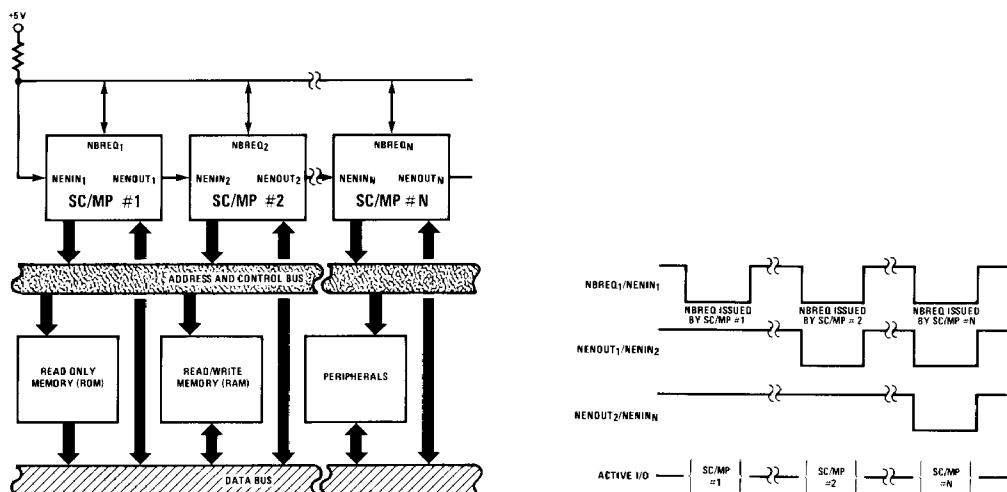 +5V
NBREQ1
NBREQ2
NBREQN
NENIN1 NENOUT1
NENIN2 NENOUT2
NENINN NENOUTN
SC/MP #1
SC/MP #2
SC/MP #N
ADDRESS AND CONTROL BUS
READ ONLY
MEMORY (ROM)
READ/WRITE
MEMORY (RAM)
PERIPHERALS
DATA BUS
NBREQ1/NENIN1
NBREQ ISSUED
BY SC/MP #1
NBREQ ISSUED
BY SC/MP #2
NBREQ ISSUED
BY SC/MP #N
NENOUT1/NENIN2
NENOUT2/NENINN
ACTIVE I/O
SC/MP
#1
SC/MP
#2
SC/MP
#N